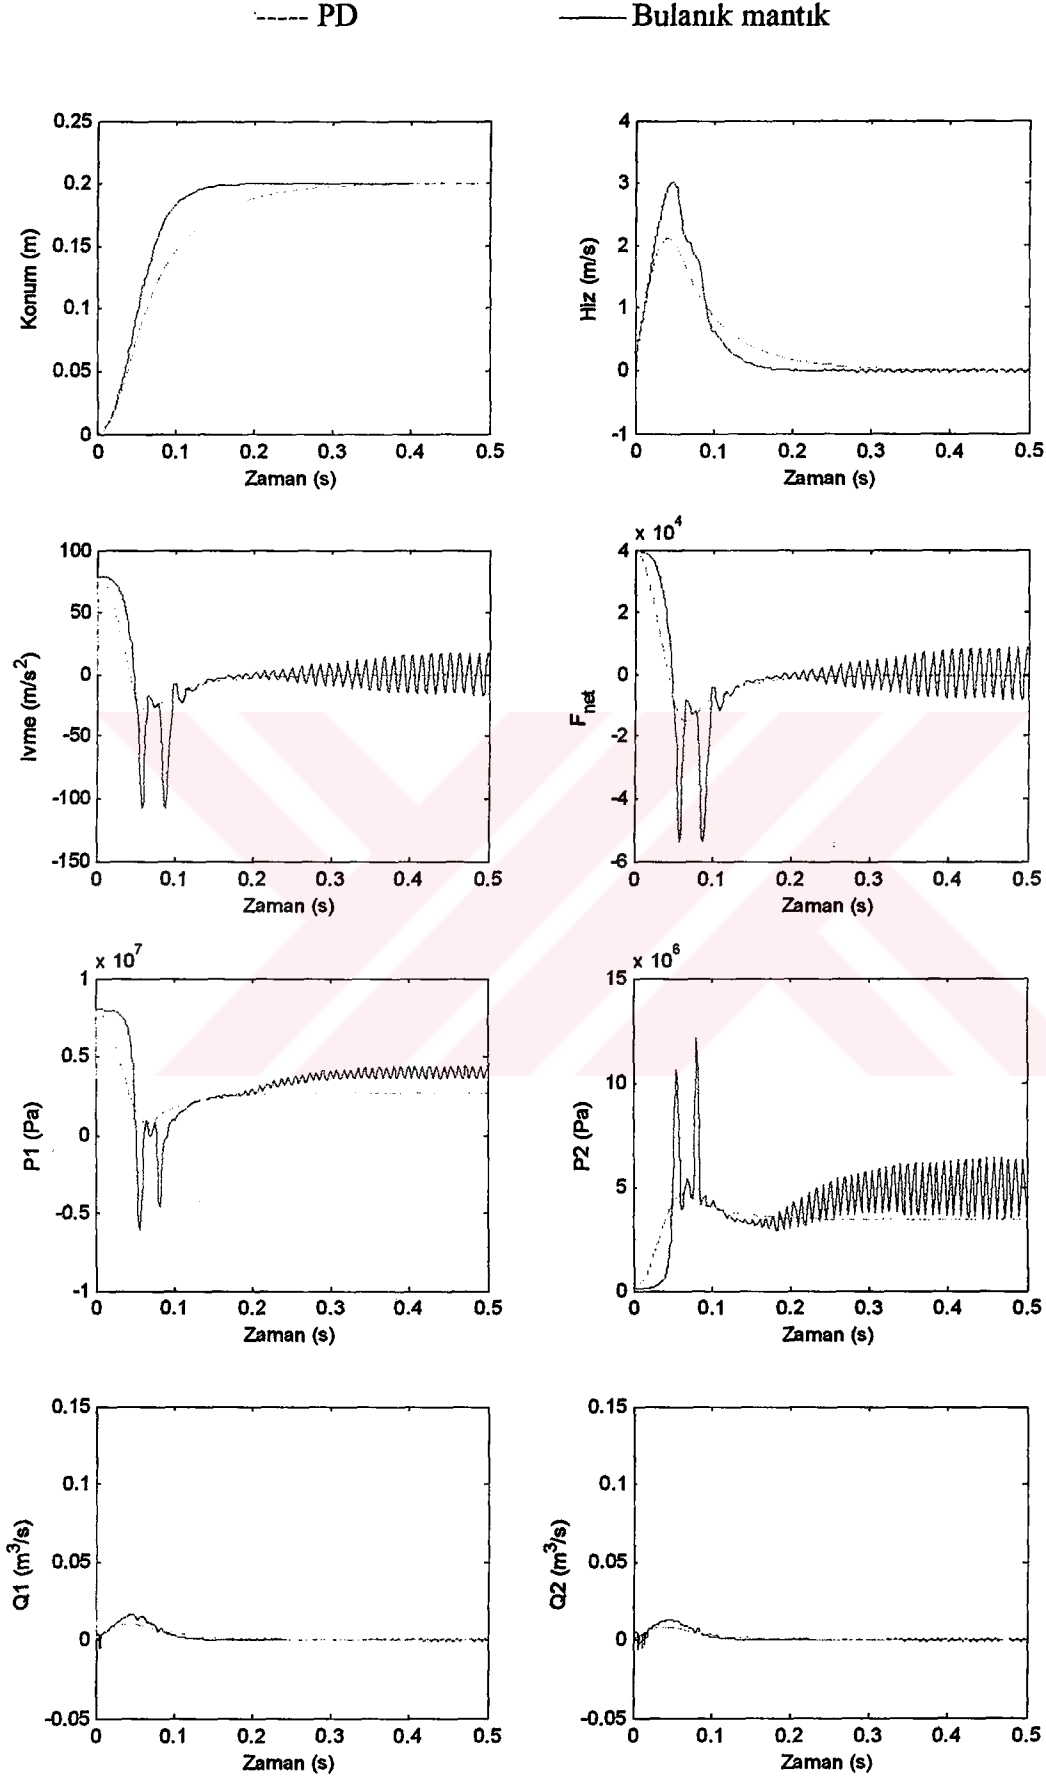 PD Bulanık mantık
0.25
0.2
0.15
0.1
0.05
0
Konum (m)
0 0.1 0.2 0.3 0.4 0.5
Zaman (s)
4
3
2
1
0
-1
Hiz (m/s)
0 0.1 0.2 0.3 0.4 0.5
Zaman (s)
100
50
0
-50
-100
-150
Ivme (m/s²)
0 0.1 0.2 0.3 0.4 0.5
Zaman (s)
x 10⁴
4
2
0
-2
-4
-6
Fnet
0 0.1 0.2 0.3 0.4 0.5
Zaman (s)
x 10⁷
1
0.5
0
-0.5
-1
P1 (Pa)
0 0.1 0.2 0.3 0.4 0.5
Zaman (s)
x 10⁶
15
10
5
0
P2 (Pa)
0 0.1 0.2 0.3 0.4 0.5
Zaman (s)
0.15
0.1
0.05
0
-0.05
Q1 (m³/s)
0 0.1 0.2 0.3 0.4 0.5
Zaman (s)
0.15
0.1
0.05
0
-0.05
Q2 (m³/s)
0 0.1 0.2 0.3 0.4 0.5
Zaman (s)